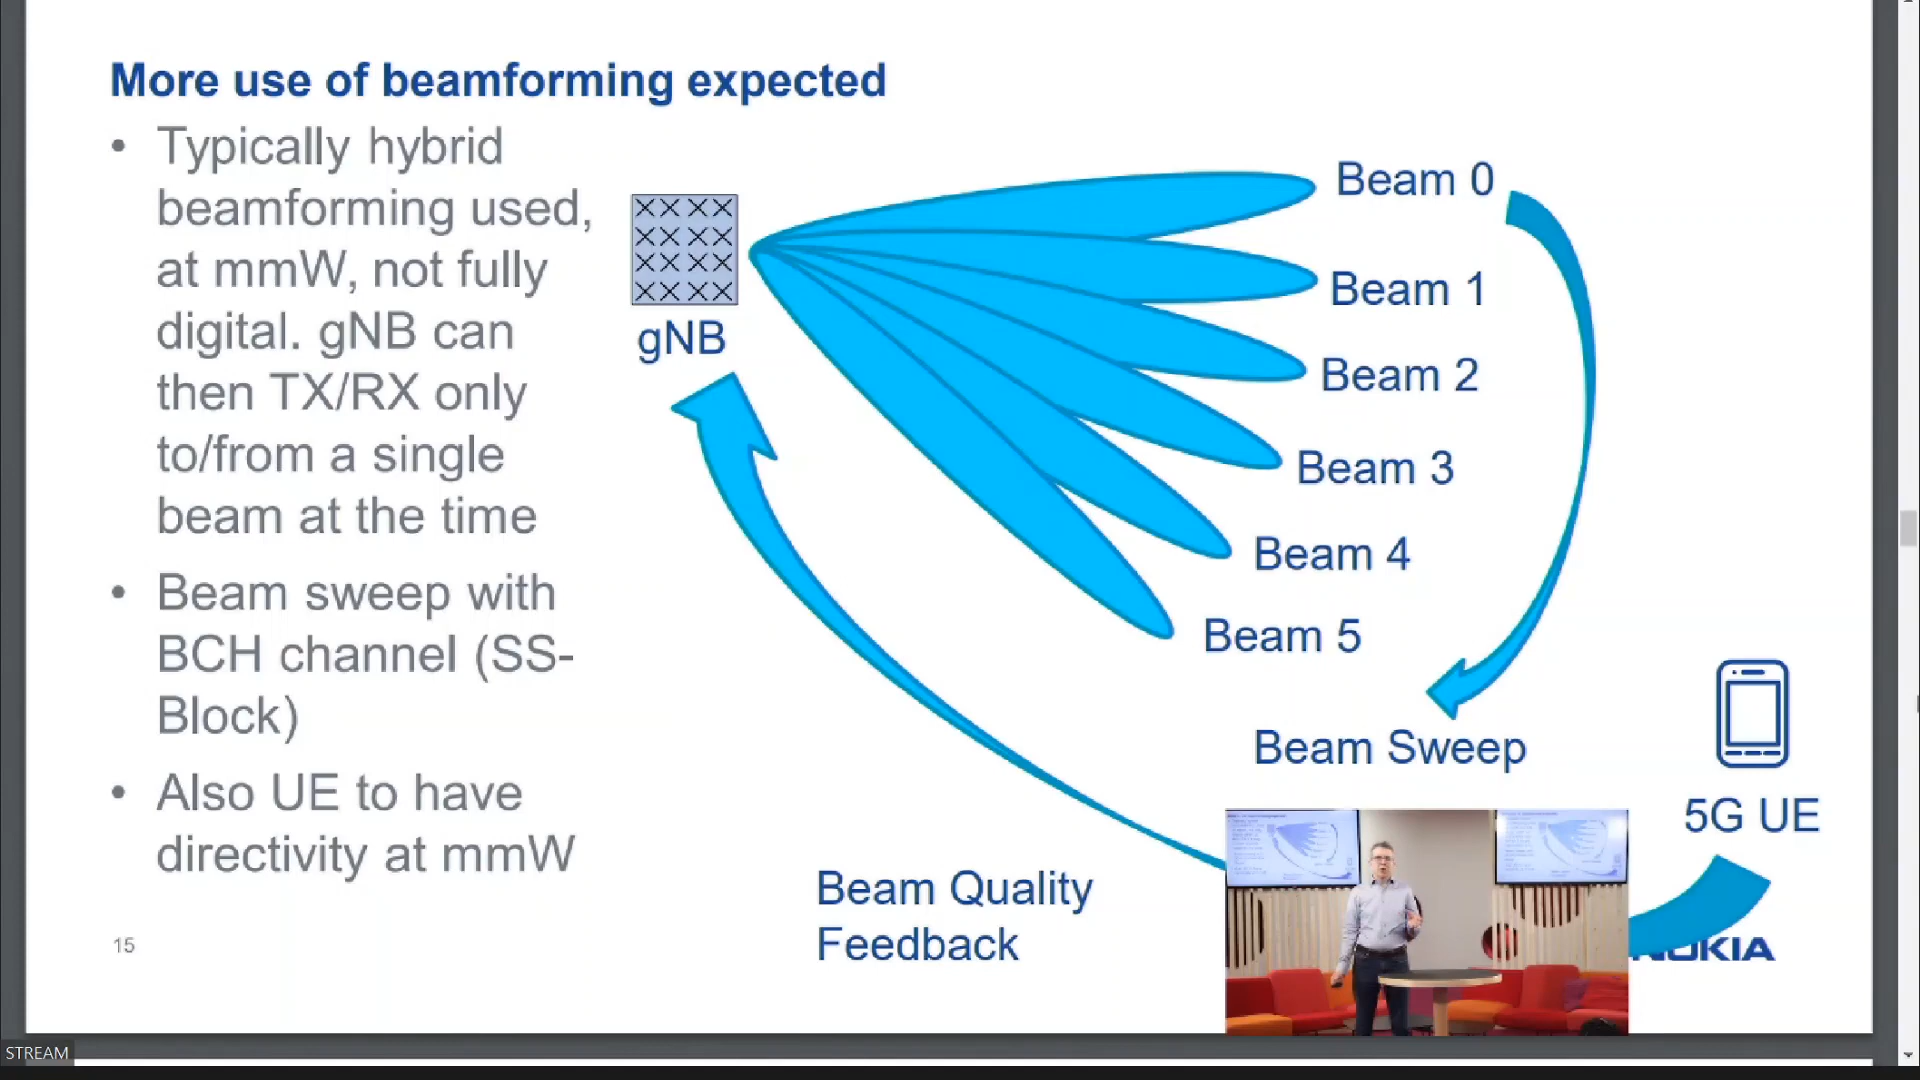 More use of beamforming expected
• Typically hybrid
beamforming used,
at mmW, not fully
digital. gNB can
then TX/RX only
to/from a single
beam at the time
• Beam sweep with
BCH channel (SS-
Block)
• Also UE to have
directivity at mmW
gNB
Beam 0
Beam 1
Beam 2
Beam 3
Beam 4
Beam 5
Beam Sweep
5G UE
Beam Quality
Feedback
15
NOKIA
STREAM